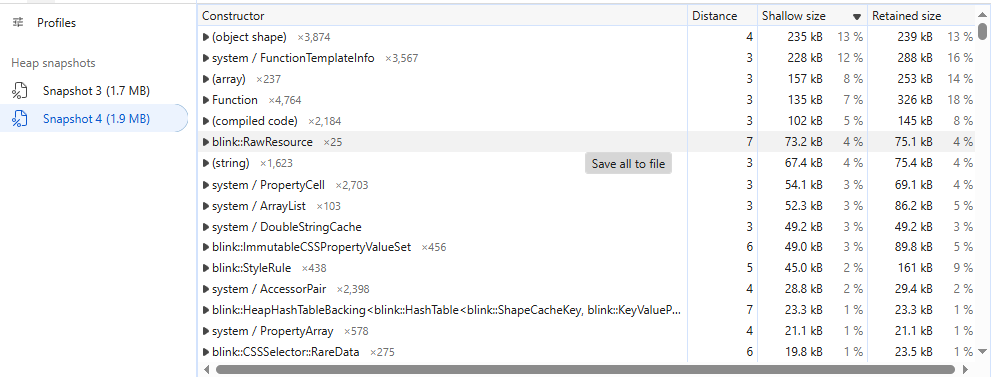 Profiles
Heap snapshots
Snapshot 3 (1.7 MB)
Snapshot 4 (1.9 MB)
Constructor Distance Shallow size Retained size
(object shape) ×3,874 4 235 kB 13 % 239 kB 13 %
system / FunctionTemplateInfo ×3,567 3 228 kB 12 % 288 kB 16 %
(array) ×237 3 157 kB 8 % 253 kB 14 %
Function ×4,764 3 135 kB 7 % 326 kB 18 %
(compiled code) ×2,184 3 102 kB 5 % 145 kB 8 %
blink::RawResource ×25 7 73.2 kB 4 % 75.1 kB 4 %
(string) ×1,623 3 67.4 kB 4 % 75.4 kB 4 %
Save all to file
system / PropertyCell ×2,703 3 54.1 kB 3 % 69.1 kB 4 %
system / ArrayList ×103 3 52.3 kB 3 % 86.2 kB 5 %
system / DoubleStringCache 3 49.2 kB 3 % 49.2 kB 3 %
blink::ImmutableCSSPropertyValueSet ×456 6 49.0 kB 3 % 89.8 kB 5 %
blink::StyleRule ×438 5 45.0 kB 2 % 161 kB 9 %
system / AccessorPair ×2,398 4 28.8 kB 2 % 29.4 kB 2 %
blink::HeapHashTableBacking<blink::HashTable<blink::ShapeCacheKey, blink::KeyValueP... 7 23.3 kB 1 % 23.3 kB 1 %
system / PropertyArray ×578 4 21.1 kB 1 % 21.1 kB 1 %
blink::CSSSelector::RareData ×275 6 19.8 kB 1 % 23.5 kB 1 %